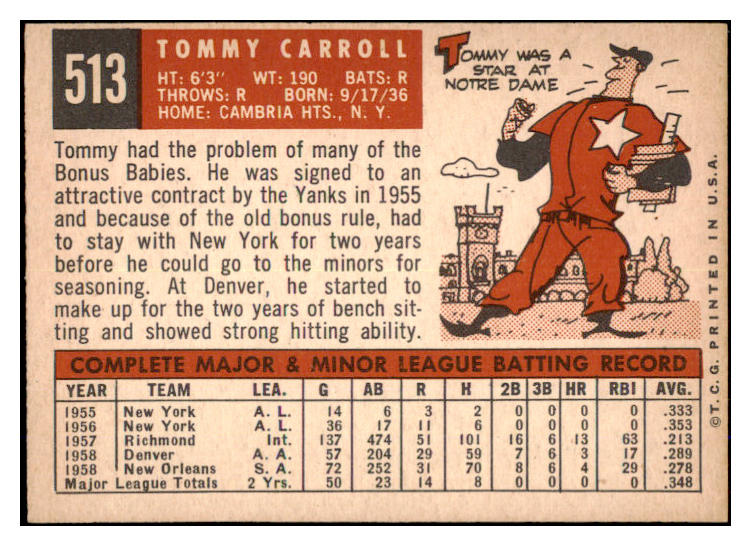 513
TOMMY CARROLL
HT: 6'3" WT: 190 BATS: R
THROWS: R BORN: 9/17/36
HOME: CAMBRIA HTS., N. Y.
TOMMY WAS A
STAR AT
NOTRE DAME
Tommy had the problem of many of the
Bonus Babies. He was signed to an
attractive contract by the Yanks in 1955
and because of the old bonus rule, had
to stay with New York for two years
before he could go to the minors for
seasoning. At Denver, he started to
make up for the two years of bench sit-
ting and showed strong hitting ability.
COMPLETE MAJOR & MINOR LEAGUE BATTING RECORD
YEAR TEAM LEA. G AB R H 2B 3B HR RBI AVG.
1955 New York A. L. 14 6 3 2 0 0 0 0 .333
1956 New York A. L. 36 17 11 6 0 0 0 0 .353
1957 Richmond Int. 137 474 51 101 16 6 13 63 .213
1958 Denver A. A. 57 204 29 59 7 6 3 17 .289
1958 New Orleans S. A. 72 252 31 70 8 6 4 29 .278
Major League Totals 2 Yrs. 50 23 14 8 0 0 0 0 .348
© T. C. G. PRINTED IN U.S.A.